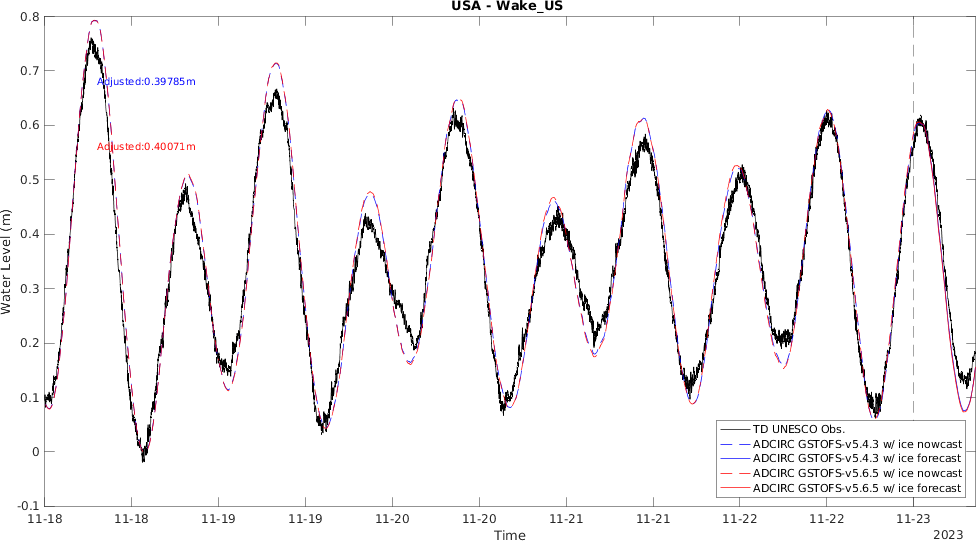 USA - Wake_US
0.8
0.7
0.6
0.5
0.4
0.3
0.2
0.1
0
-0.1
Water Level (m)
Adjusted:0.39785m
Adjusted:0.40071m
TD UNESCO Obs.
ADCIRC GSTOFS-v5.4.3 w/ ice nowcast
ADCIRC GSTOFS-v5.4.3 w/ ice forecast
ADCIRC GSTOFS-v5.6.5 w/ ice nowcast
ADCIRC GSTOFS-v5.6.5 w/ ice forecast
11-18 11-18 11-19 11-19 11-20 11-20 11-21 11-21 11-22 11-22 11-23
Time
2023